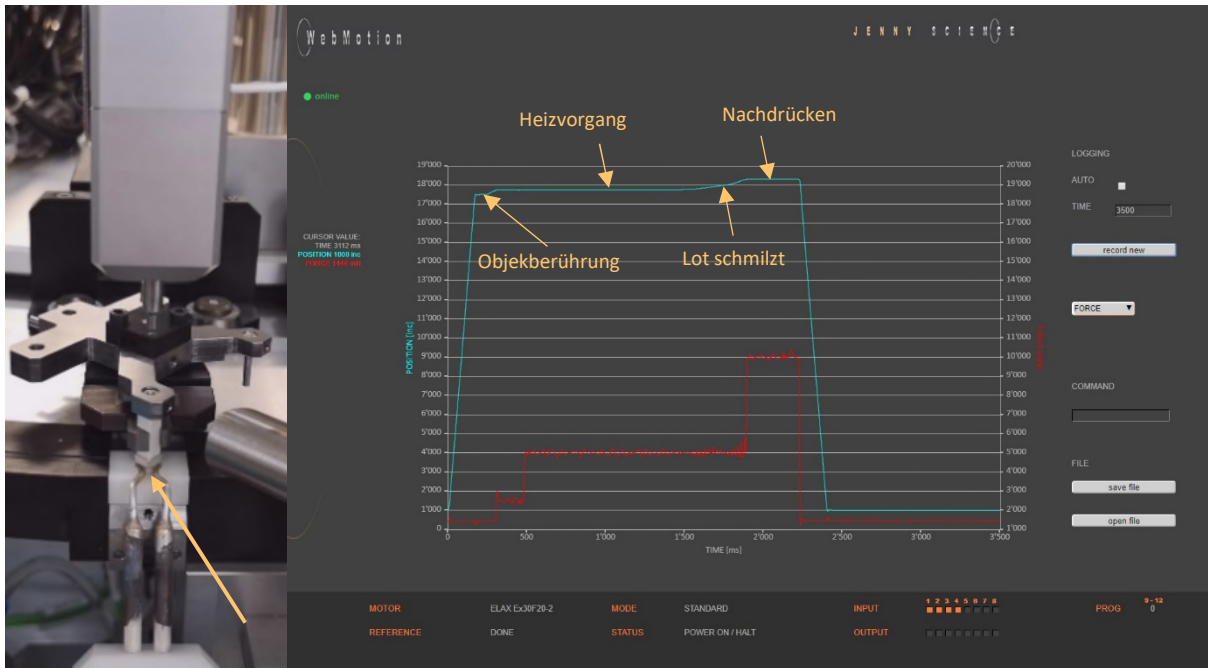 WebMotion
JENNY SCIENCE
online
Heizvorgang
Nachdrücken
Objekberührung
Lot schmilzt
CURSOR VALUE:
TIME 3112 ms
POSITION 1000 inc
19'000
18'000
17'000
16'000
15'000
14'000
13'000
12'000
11'000
10'000
9'000
8'000
7'000
6'000
5'000
4'000
3'000
2'000
1'000
0
POSITION [inc]
20'000
19'000
18'000
17'000
16'000
15'000
14'000
13'000
12'000
11'000
10'000
9'000
8'000
7'000
6'000
5'000
4'000
3'000
2'000
1'000
0
500
1'000
1'500
2'000
2'500
3'000
3'500
TIME [ms]
LOGGING
AUTO
TIME 3500
record new
FORCE
COMMAND
FILE
save file
open file
MOTOR ELAX Ex30F20-2 MODE STANDARD INPUT 1 2 3 4 5 6 7 8 PROG 9-12
0
REFERENCE DONE STATUS POWER ON / HALT OUTPUT